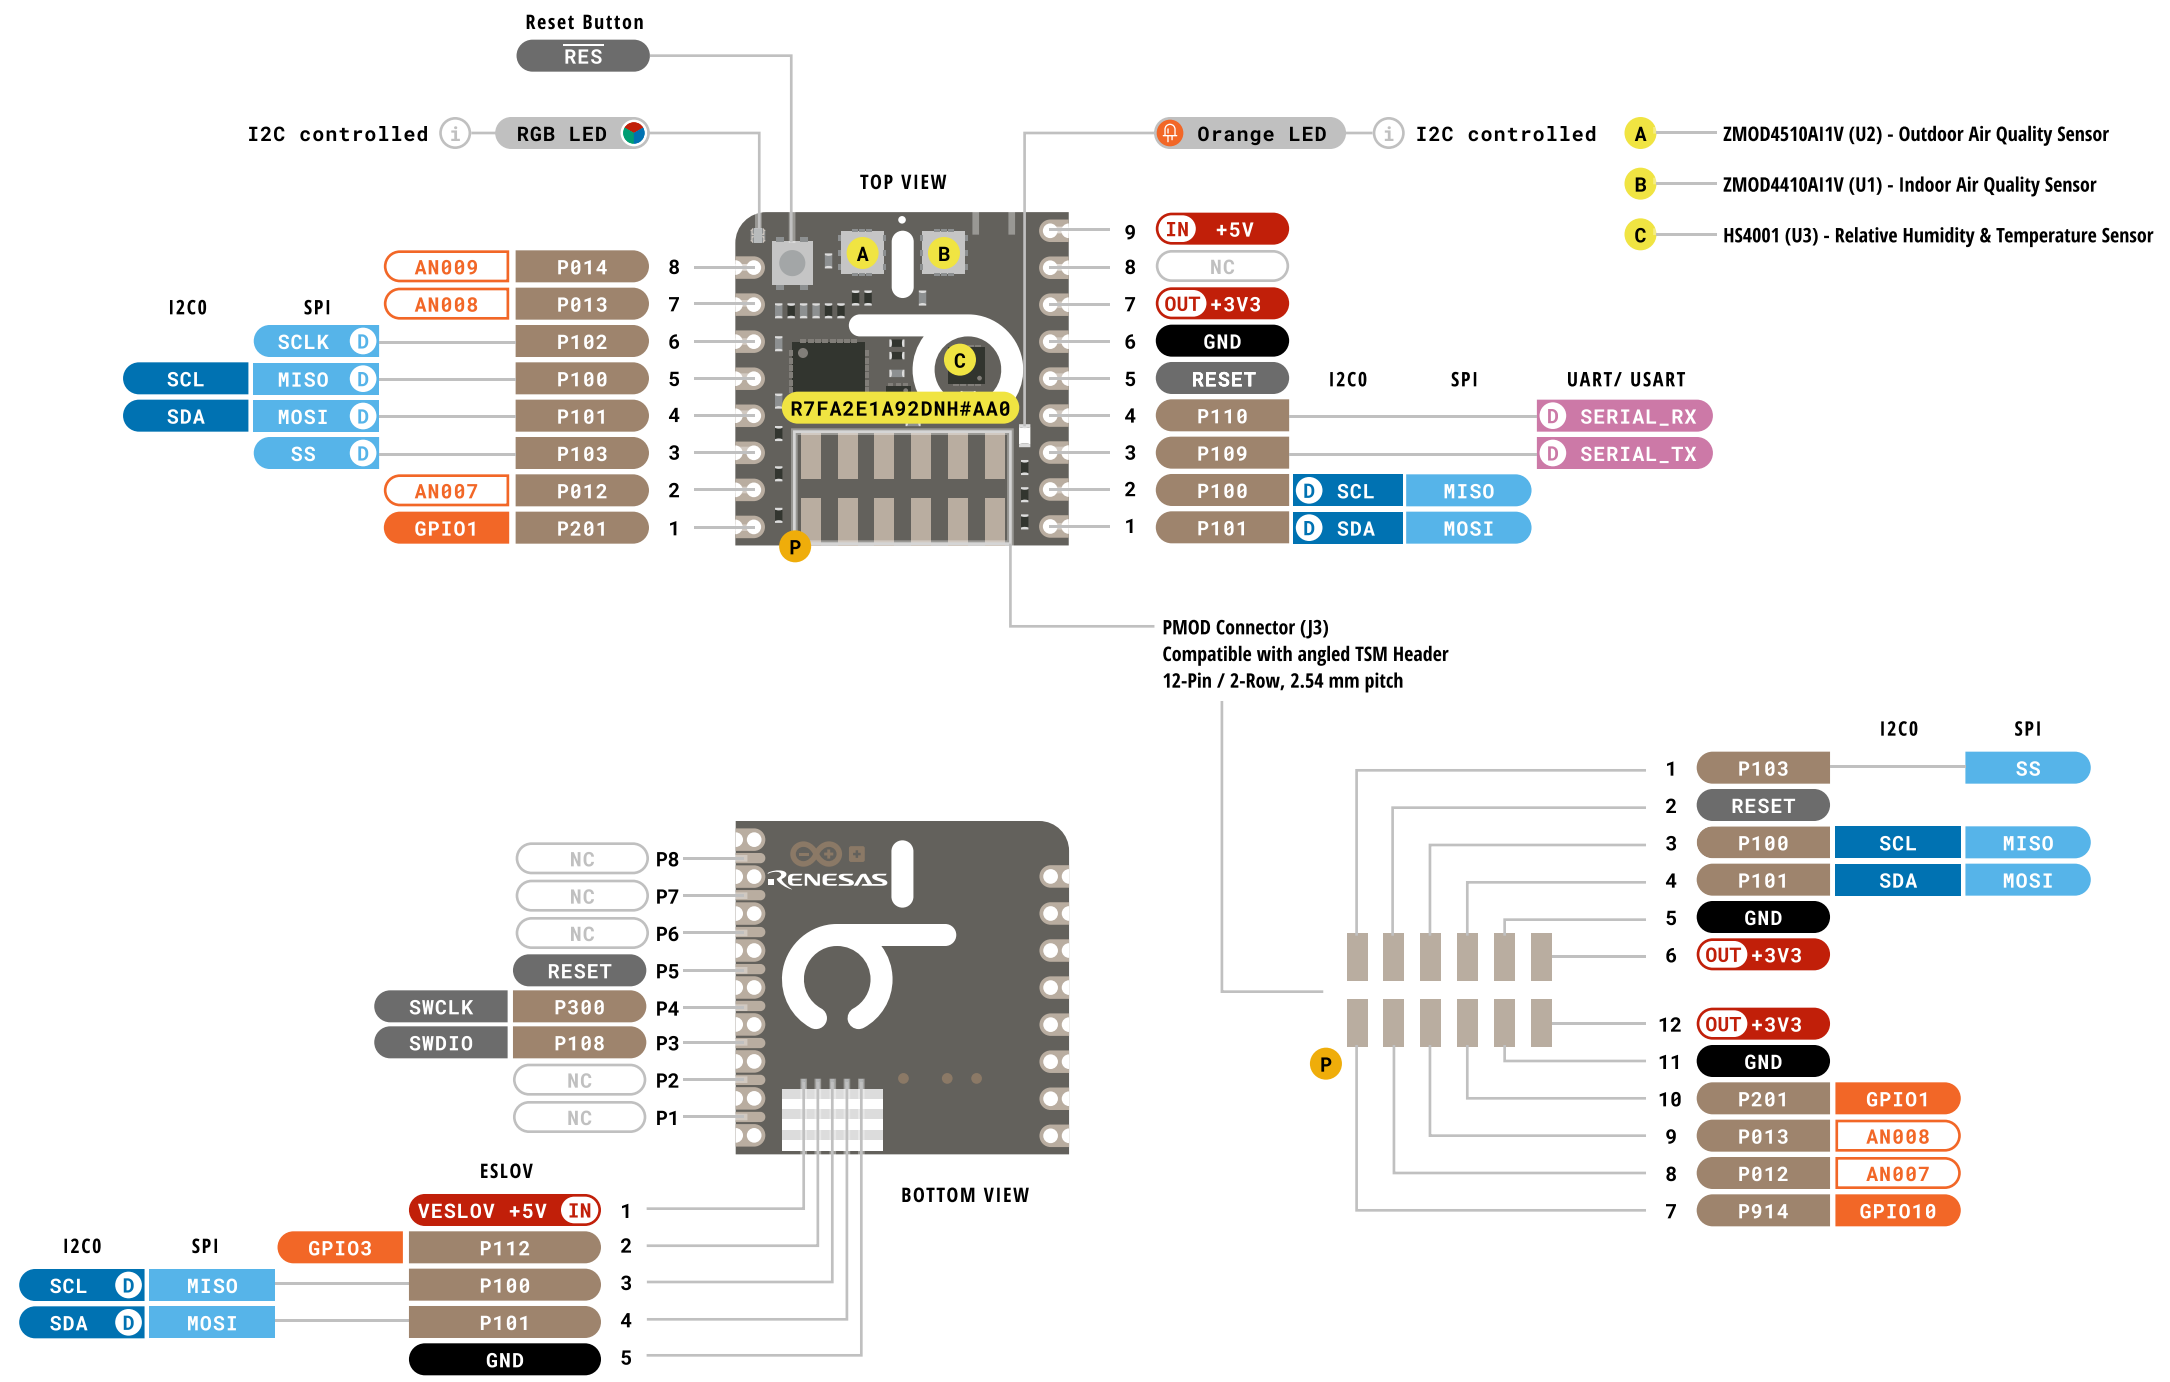 Reset Button
RES
I2C controlled i RGB LED
Orange LED i I2C controlled
A ZMOD4510AI1V (U2) - Outdoor Air Quality Sensor
B ZMOD4410AI1V (U1) - Indoor Air Quality Sensor
C HS4001 (U3) - Relative Humidity & Temperature Sensor
TOP VIEW
A
B
C
R7FA2E1A92DNH#AA0
P
AN009 P014 8
I2C0 SPI
AN008 P013 7
SCLK D P102 6
SCL MISO D P100 5
SDA MOSI D P101 4
SS D P103 3
AN007 P012 2
GPIO1 P201 1
9 IN +5V
8 NC
7 OUT +3V3
6 GND
I2C0 SPI UART/ USART
5 RESET
4 P110 D SERIAL_RX
3 P109 D SERIAL_TX
2 P100 D SCL MISO
1 P101 D SDA MOSI
PMOD Connector (J3)
Compatible with angled TSM Header
12-Pin / 2-Row, 2.54 mm pitch
I2C0 SPI
1 P103 SS
2 RESET
3 P100 SCL MISO
4 P101 SDA MOSI
5 GND
6 OUT +3V3
12 OUT +3V3
11 GND
10 P201 GPIO1
9 P013 AN008
8 P012 AN007
7 P914 GPIO10
P
RENESAS
NC P8
NC P7
NC P6
RESET P5
SWCLK P300 P4
SWDIO P108 P3
NC P2
NC P1
BOTTOM VIEW
ESLOV
VESLOV +5V IN 1
I2C0 SPI
GPIO3 P112 2
SCL D MISO P100 3
SDA D MOSI P101 4
GND 5